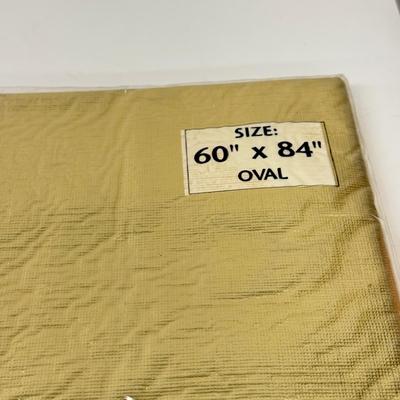 SIZE:
60" x 84"
OVAL